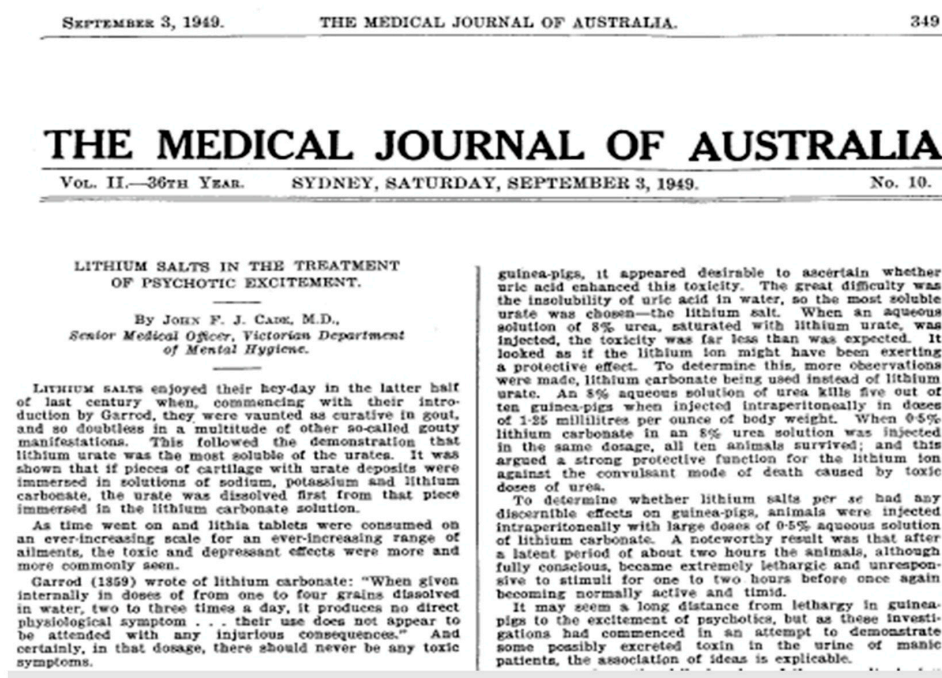 SEPTEMBER 3, 1949. THE MEDICAL JOURNAL OF AUSTRALIA. 349
THE MEDICAL JOURNAL OF AUSTRALIA
VOL. II.—36TH YEAR. SYDNEY, SATURDAY, SEPTEMBER 3, 1949. No. 10.
LITHIUM SALTS IN THE TREATMENT
OF PSYCHOTIC EXCITEMENT.
By JOHN F. J. CADE, M.D.,
Senior Medical Officer, Victorian Department
of Mental Hygiene.
LITHIUM SALTS enjoyed their hey-day in the latter half
of last century when, commencing with their intro-
duction by Garrod, they were vaunted as curative in gout,
and so doubtless in a multitude of other so-called gouty
manifestations. This followed the demonstration that
lithium urate was the most soluble of the urates. It was
shown that if pieces of cartilage with urate deposits were
immersed in solutions of sodium, potassium and lithium
carbonate, the urate was dissolved first from that piece
immersed in the lithium carbonate solution.
As time went on and lithia tablets were consumed on
an ever-increasing scale for an ever-increasing range of
ailments, the toxic and depressant effects were more and
more commonly seen.
Garrod (1859) wrote of lithium carbonate: "When given
internally in doses of from one to four grains dissolved
in water, two to three times a day, it produces no direct
physiological symptom . . . their use does not appear to
be attended with any injurious consequences." And
certainly, in that dosage, there should never be any toxic
symptoms.
guinea-pigs, it appeared desirable to ascertain whether
uric acid enhanced this toxicity. The great difficulty was
the insolubility of uric acid in water, so the most soluble
urate was chosen—the lithium salt. When an aqueous
solution of 8% urea, saturated with lithium urate, was
injected, the toxicity was far less than was expected. It
looked as if the lithium ion might have been exerting
a protective effect. To determine this, more observations
were made, lithium carbonate being used instead of lithium
urate. An 8% aqueous solution of urea kills five out of
ten guinea-pigs when injected intraperitoneally in doses
of 1·25 millilitres per ounce of body weight. When 0·5%
lithium carbonate in an 8% urea solution was injected
in the same dosage, all ten animals survived; and this
argued a strong protective function for the lithium ion
against the convulsant mode of death caused by toxic
doses of urea.
To determine whether lithium salts per se had any
discernible effects on guinea-pigs, animals were injected
intraperitoneally with large doses of 0·5% aqueous solution
of lithium carbonate. A noteworthy result was that after
a latent period of about two hours the animals, although
fully conscious, became extremely lethargic and unrespon-
sive to stimuli for one to two hours before once again
becoming normally active and timid.
It may seem a long distance from lethargy in guinea-
pigs to the excitement of psychotics, but as these investi-
gations had commenced in an attempt to demonstrate
some possibly excreted toxin in the urine of manic
patients, the association of ideas is explicable.